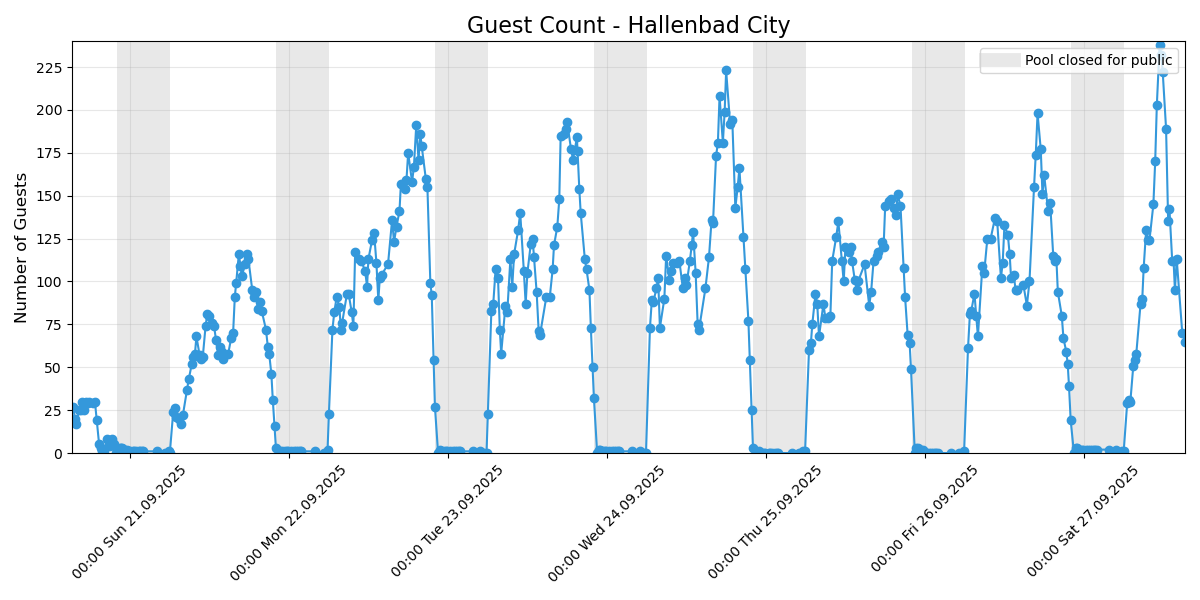 Guest Count - Hallenbad City
Pool closed for public
Number of Guests
225
200
175
150
125
100
75
50
25
0
00:00 Sun 21.09.2025
00:00 Mon 22.09.2025
00:00 Tue 23.09.2025
00:00 Wed 24.09.2025
00:00 Thu 25.09.2025
00:00 Fri 26.09.2025
00:00 Sat 27.09.2025